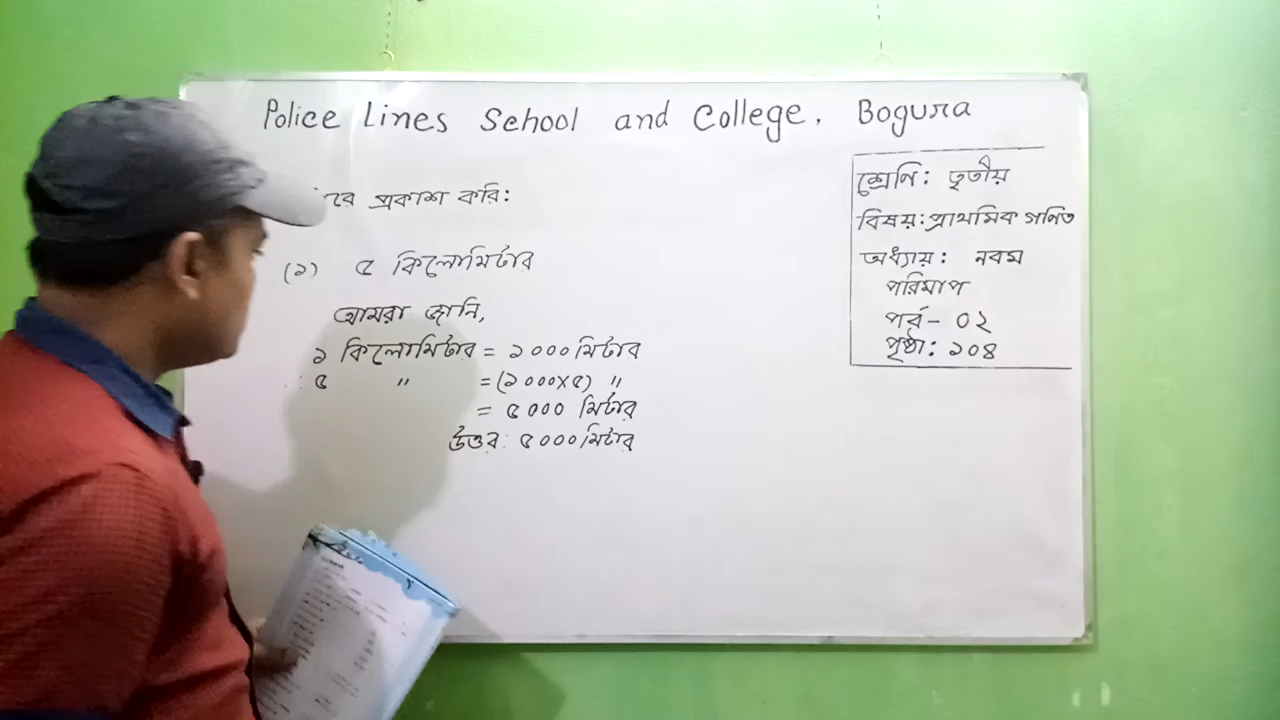 Police Lines School and College, Bogura
রে প্রকাশ করি:
(১) ৫ কিলোমিটার
আমরা জানি,
১ কিলোমিটার = ১০০০ মিটার
∴ ৫ " = (১০০০×৫) "
= ৫০০০ মিটার
উত্তর: ৫০০০ মিটার
শ্রেণি: তৃতীয়
বিষয়: প্রাথমিক গণিত
অধ্যায়: নবম
পরিমাপ
পর্ব- ০২
পৃষ্ঠা: ১০৪